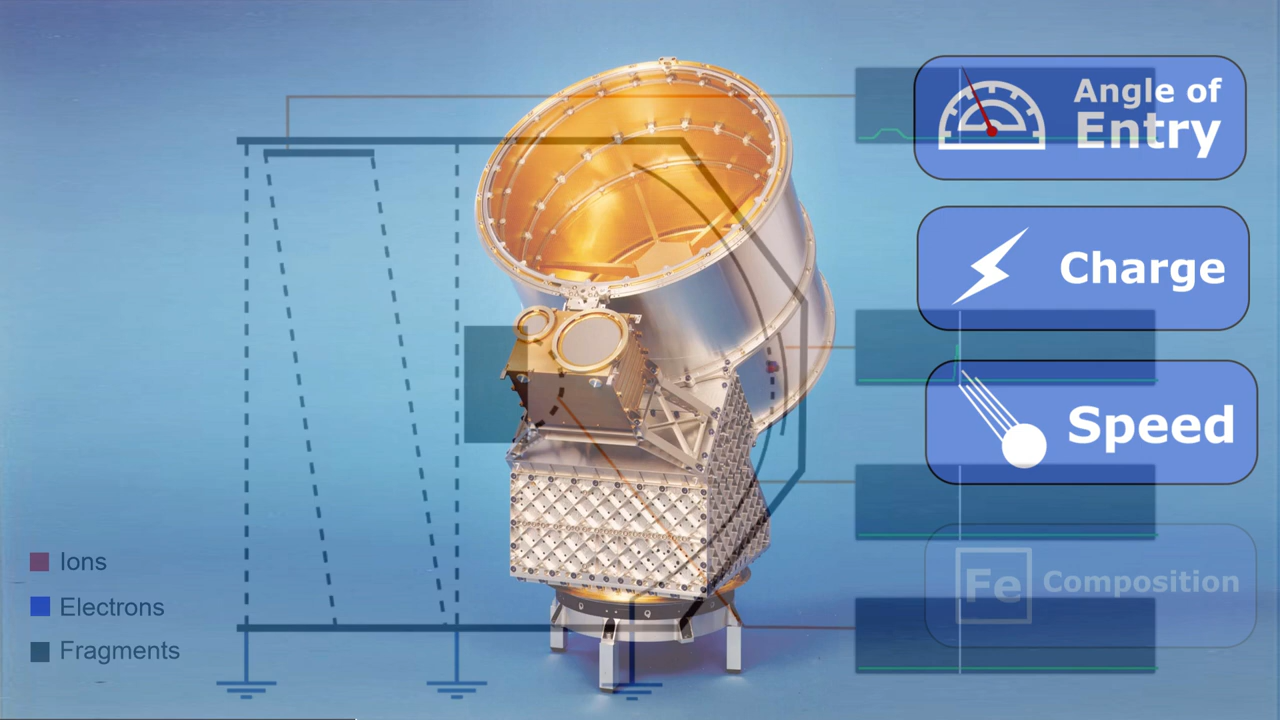 Angle of
Entry
Charge
Speed
Fe Composition
Ions
Electrons
Fragments